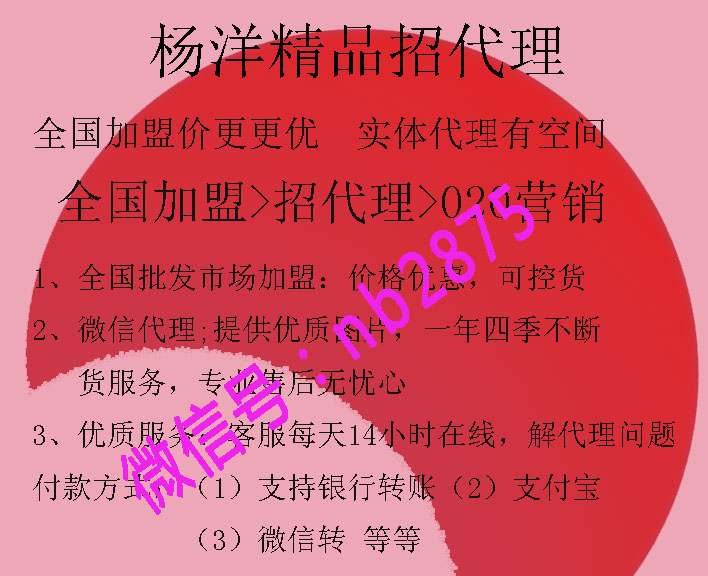 杨洋精品招代理
全国加盟价更更优 实体代理有空间
全国加盟>招代理>020营销
1、全国批发市场加盟：价格优惠，可控货
2、微信代理;提供优质图片，一年四季不断
货服务，专业售后无忧心
3、优质服务，客服每天14小时在线，解代理问题
付款方式：（1）支持银行转账（2）支付宝
（3）微信转 等等
微信号：nb2875